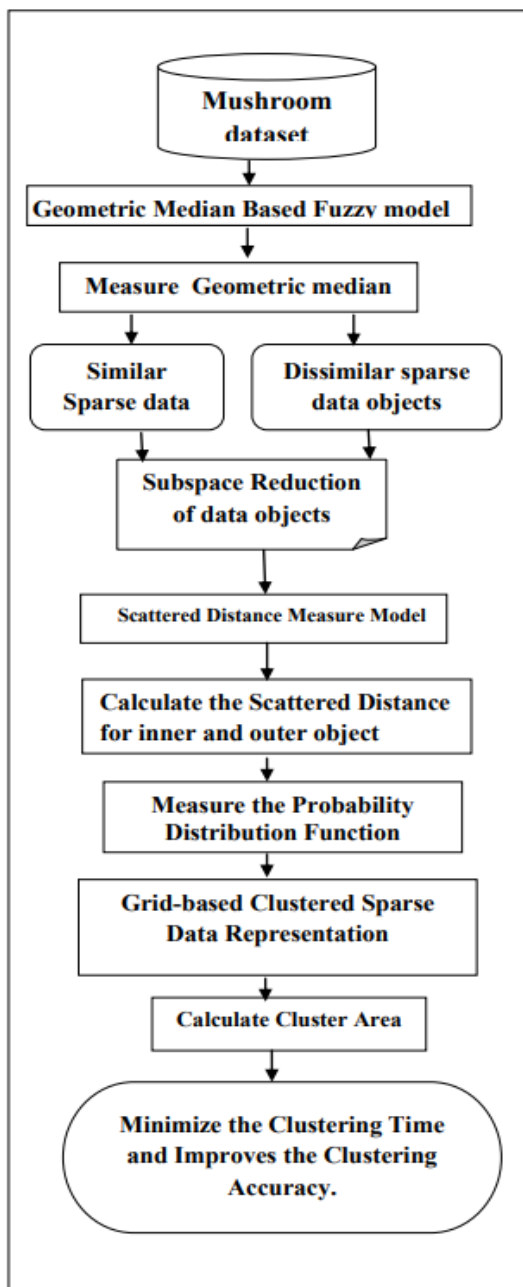 Mushroom
dataset
Geometric Median Based Fuzzy model
Measure Geometric median
Similar
Sparse data
Dissimilar sparse
data objects
Subspace Reduction
of data objects
Scattered Distance Measure Model
Calculate the Scattered Distance
for inner and outer object
Measure the Probability
Distribution Function
Grid-based Clustered Sparse
Data Representation
Calculate Cluster Area
Minimize the Clustering Time
and Improves the Clustering
Accuracy.